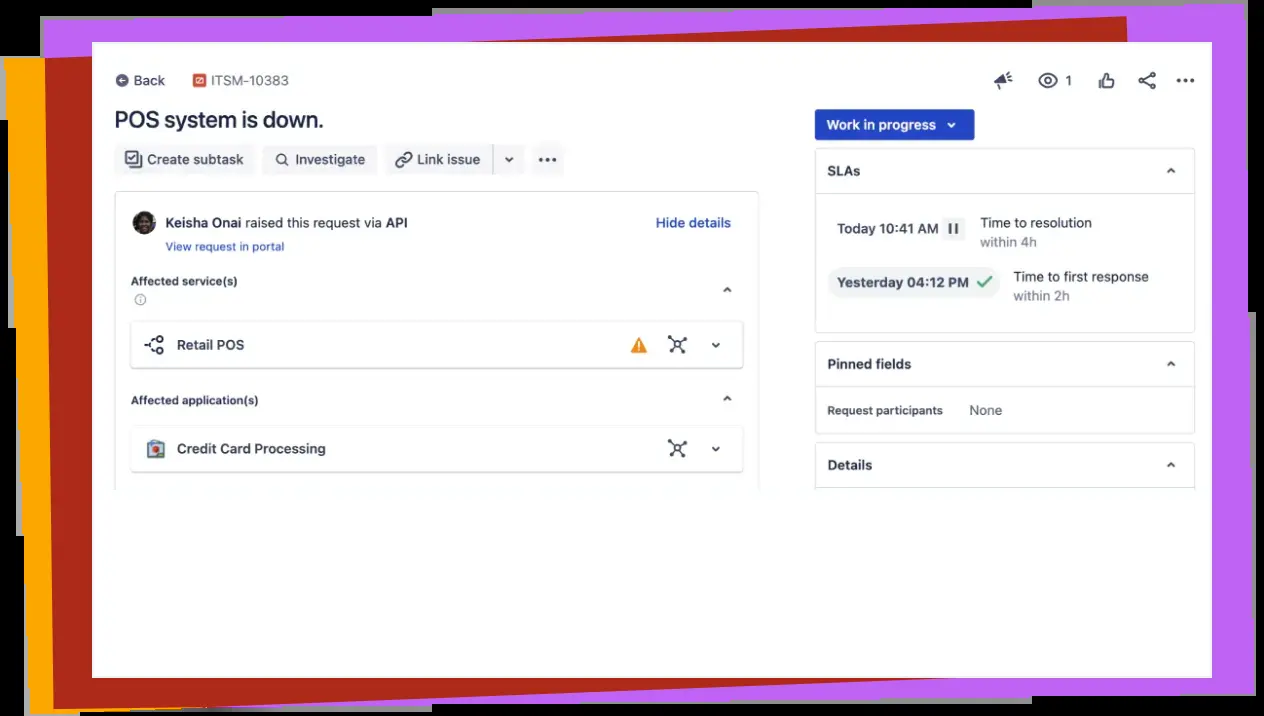 Back ITSM-10383 1
POS system is down.
Create subtask Investigate Link issue
Keisha Onai raised this request via API Hide details
View request in portal
Affected service(s)
Retail POS
Affected application(s)
Credit Card Processing
Work in progress
SLAs
Today 10:41 AM Time to resolution
within 4h
Yesterday 04:12 PM Time to first response
within 2h
Pinned fields
Request participants None
Details